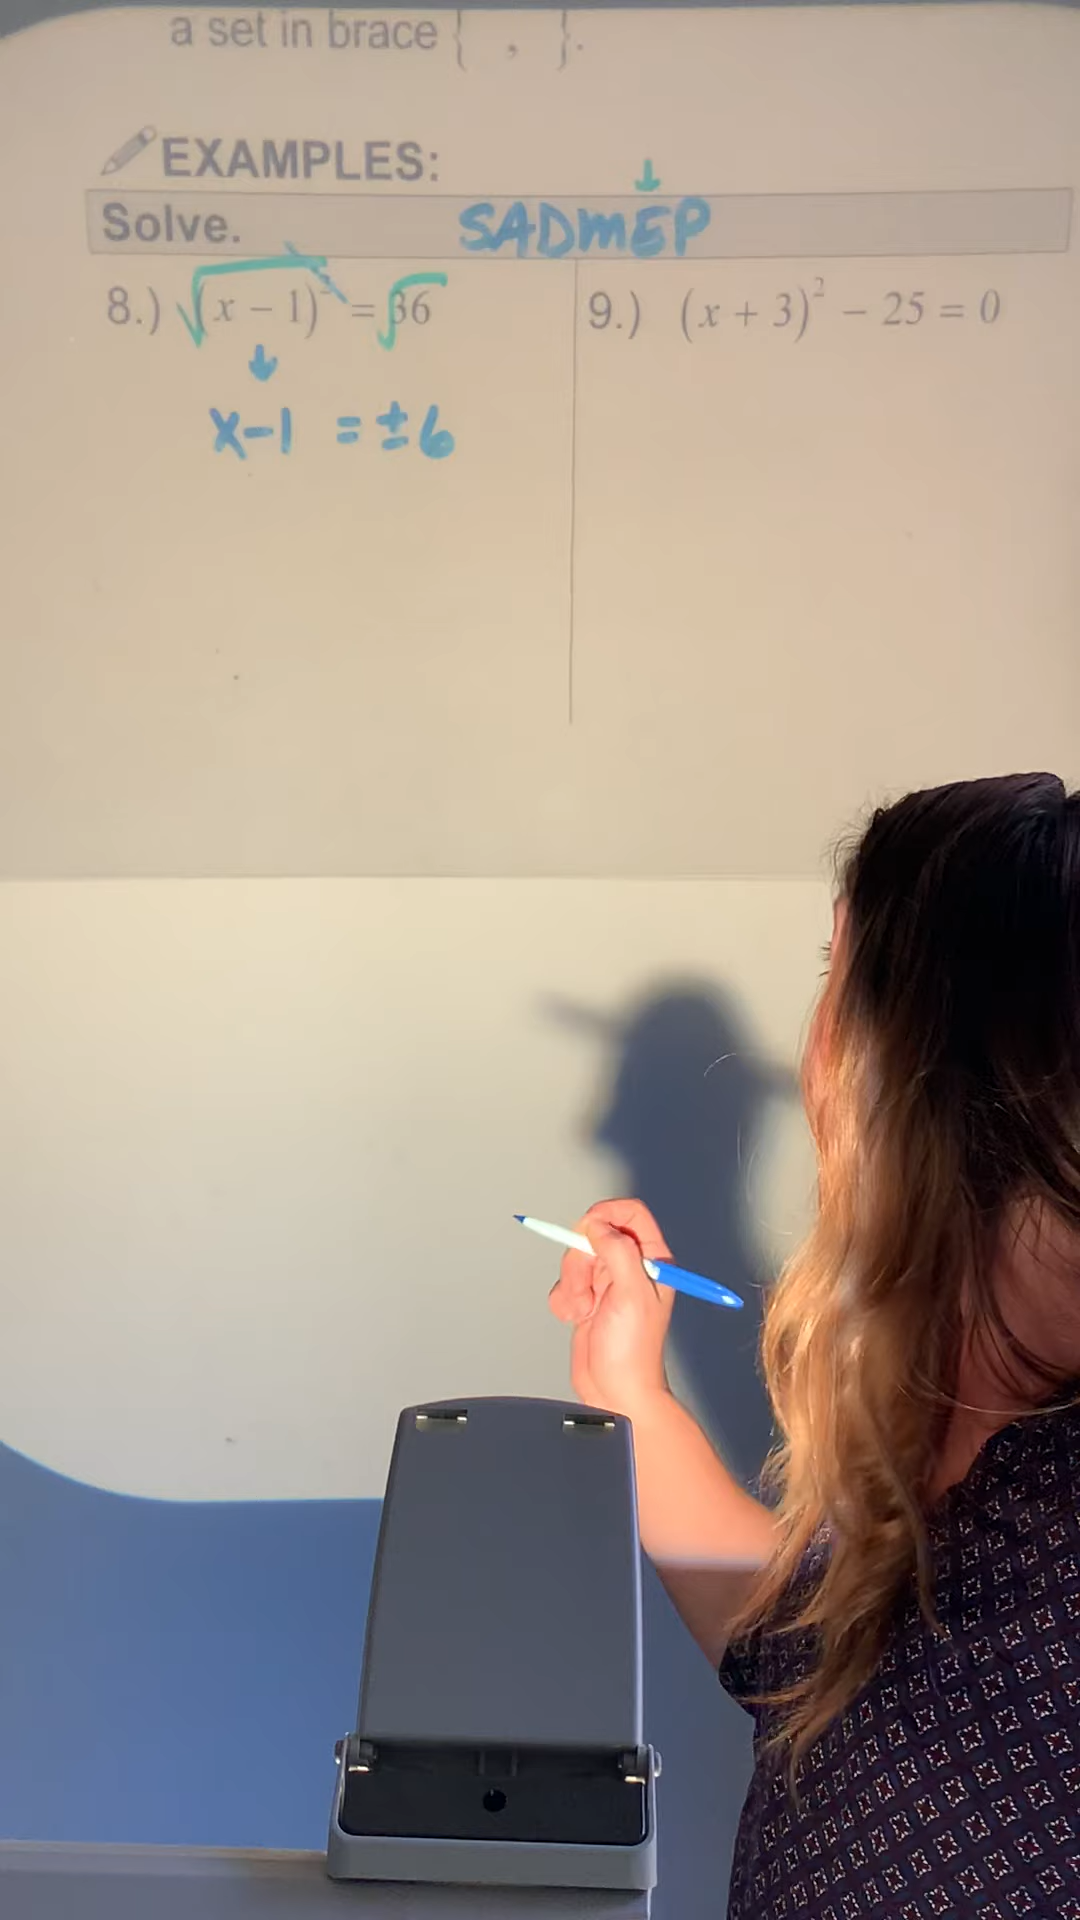 a set in brace { , }.
EXAMPLES:
↓
Solve. SADMEP
8.) √(x − 1)² = √36
9.) (x + 3)² − 25 = 0
↓
x-1 = ±6